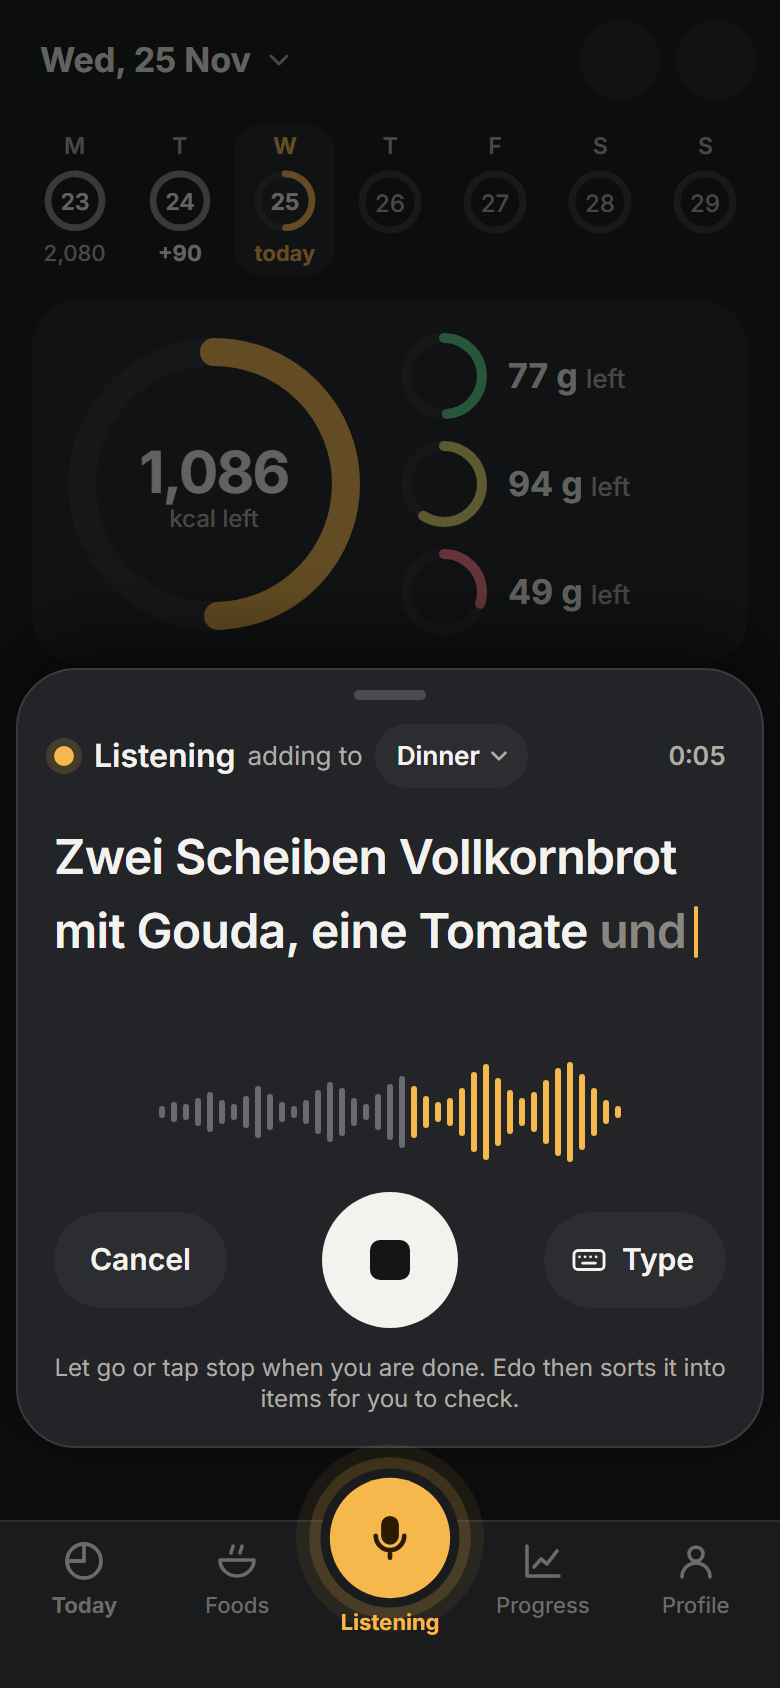 Wed, 25 Nov
M T W T F S S
23 24 25 26 27 28 29
2,080 +90 today
1,086
kcal left
77 g left
94 g left
49 g left
Listening adding to Dinner 0:05
Zwei Scheiben Vollkornbrot
mit Gouda, eine Tomate und
Cancel
Type
Let go or tap stop when you are done. Edo then sorts it into
items for you to check.
Today Foods Listening Progress Profile